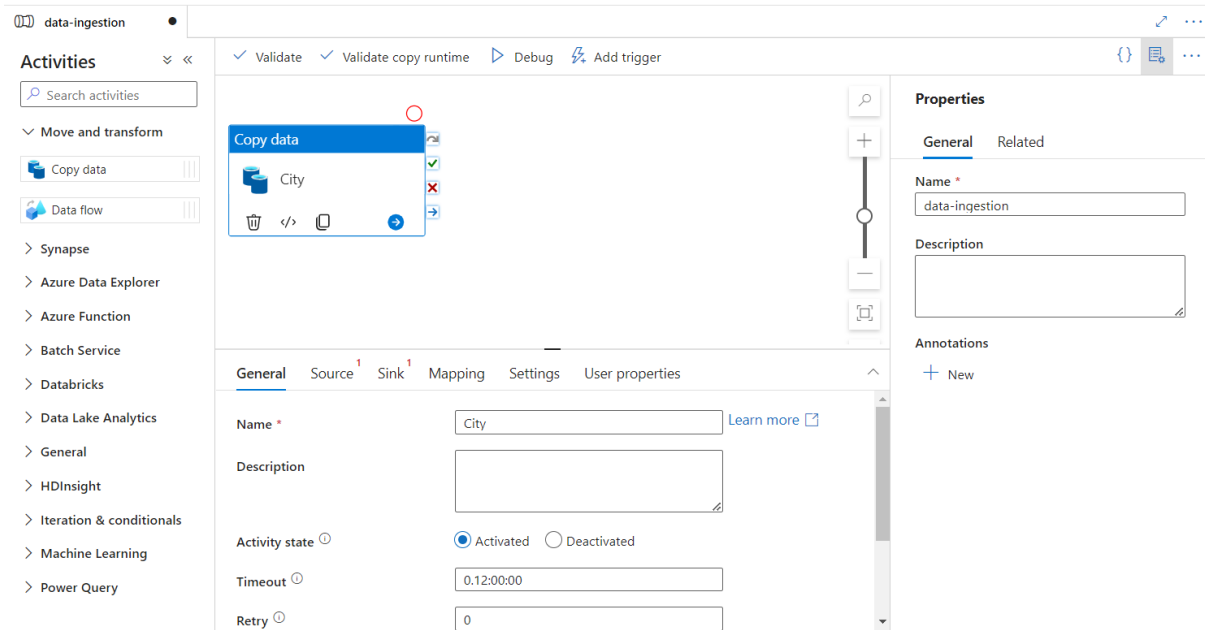 data-ingestion
Activities
Search activities
Move and transform
Copy data
Data flow
Synapse
Azure Data Explorer
Azure Function
Batch Service
Databricks
Data Lake Analytics
General
HDInsight
Iteration & conditionals
Machine Learning
Power Query
Validate
Validate copy runtime
Debug
Add trigger
Copy data
City
General
Source 1
Sink 1
Mapping
Settings
User properties
Name *
City
Learn more
Description
Activity state
Activated
Deactivated
Timeout
0.12:00:00
Retry
0
Properties
General
Related
Name *
data-ingestion
Description
Annotations
New